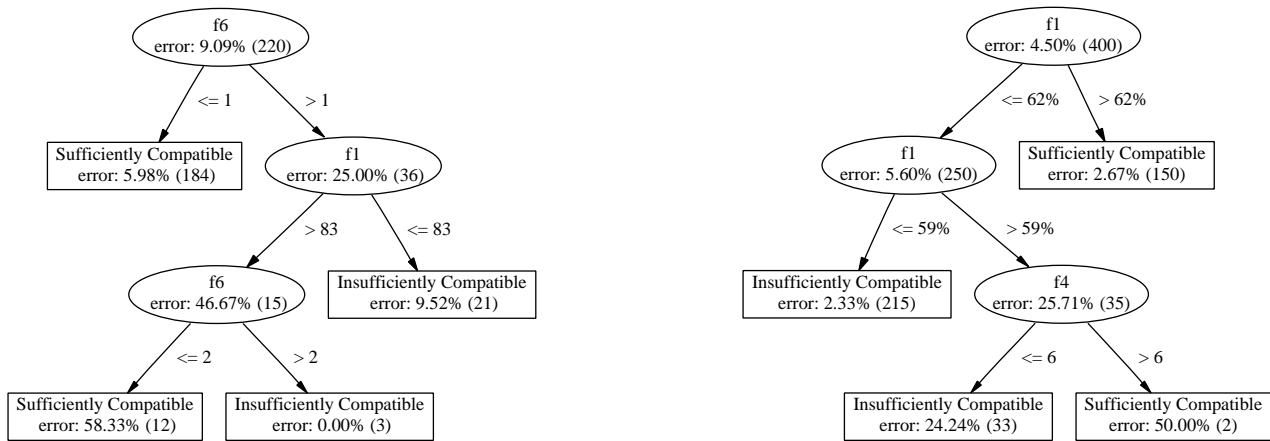 f6
error: 9.09% (220)
<= 1
> 1
Sufficiently Compatible
error: 5.98% (184)
f1
error: 25.00% (36)
> 83
<= 83
f6
error: 46.67% (15)
Insufficiently Compatible
error: 9.52% (21)
<= 2
> 2
Sufficiently Compatible
error: 58.33% (12)
Insufficiently Compatible
error: 0.00% (3)
f1
error: 4.50% (400)
<= 62%
> 62%
f1
error: 5.60% (250)
Sufficiently Compatible
error: 2.67% (150)
<= 59%
> 59%
Insufficiently Compatible
error: 2.33% (215)
f4
error: 25.71% (35)
<= 6
> 6
Insufficiently Compatible
error: 24.24% (33)
Sufficiently Compatible
error: 50.00% (2)